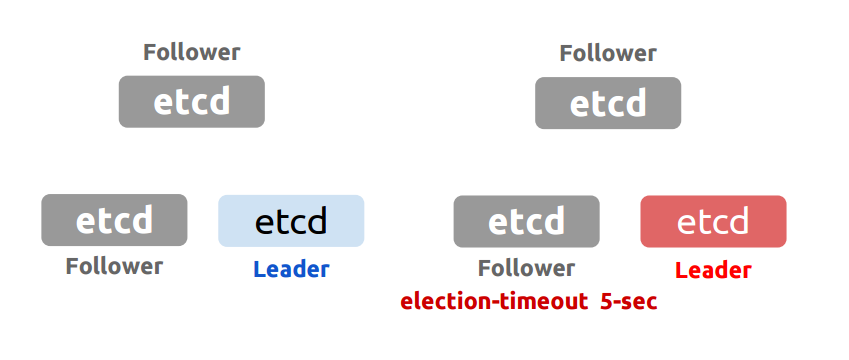 Follower
etcd
etcd
etcd
Follower
Leader
Follower
etcd
etcd
etcd
Follower
Leader
election-timeout 5-sec